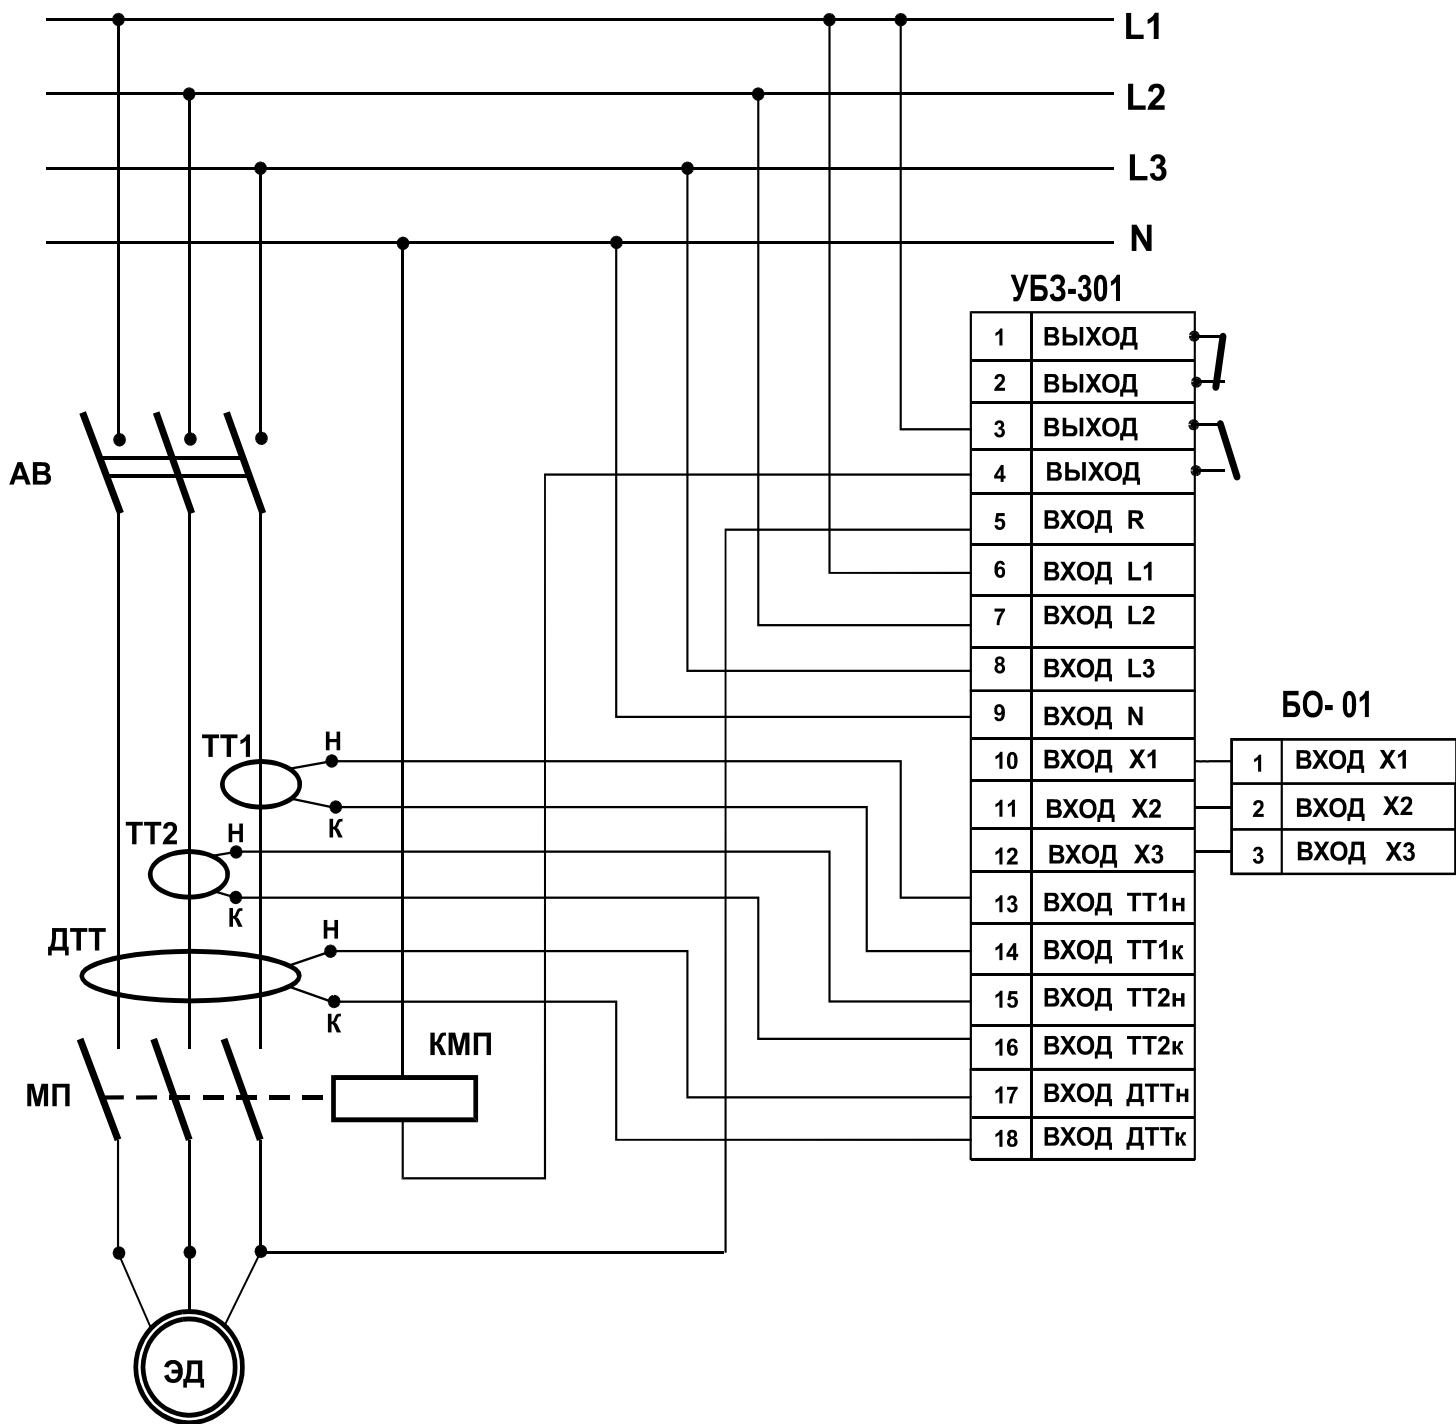 L1
L2
L3
N
УБЗ-301
1 ВЫХОД
2 ВЫХОД
3 ВЫХОД
4 ВЫХОД
5 ВХОД R
6 ВХОД L1
7 ВХОД L2
8 ВХОД L3
9 ВХОД N
10 ВХОД X1
11 ВХОД X2
12 ВХОД X3
13 ВХОД ТТ1н
14 ВХОД ТТ1к
15 ВХОД ТТ2н
16 ВХОД ТТ2к
17 ВХОД ДТТн
18 ВХОД ДТТк
БО- 01
1 ВХОД X1
2 ВХОД X2
3 ВХОД X3
АВ
ТТ1
Н
К
ТТ2
Н
К
ДТТ
Н
К
КМП
МП
ЭД